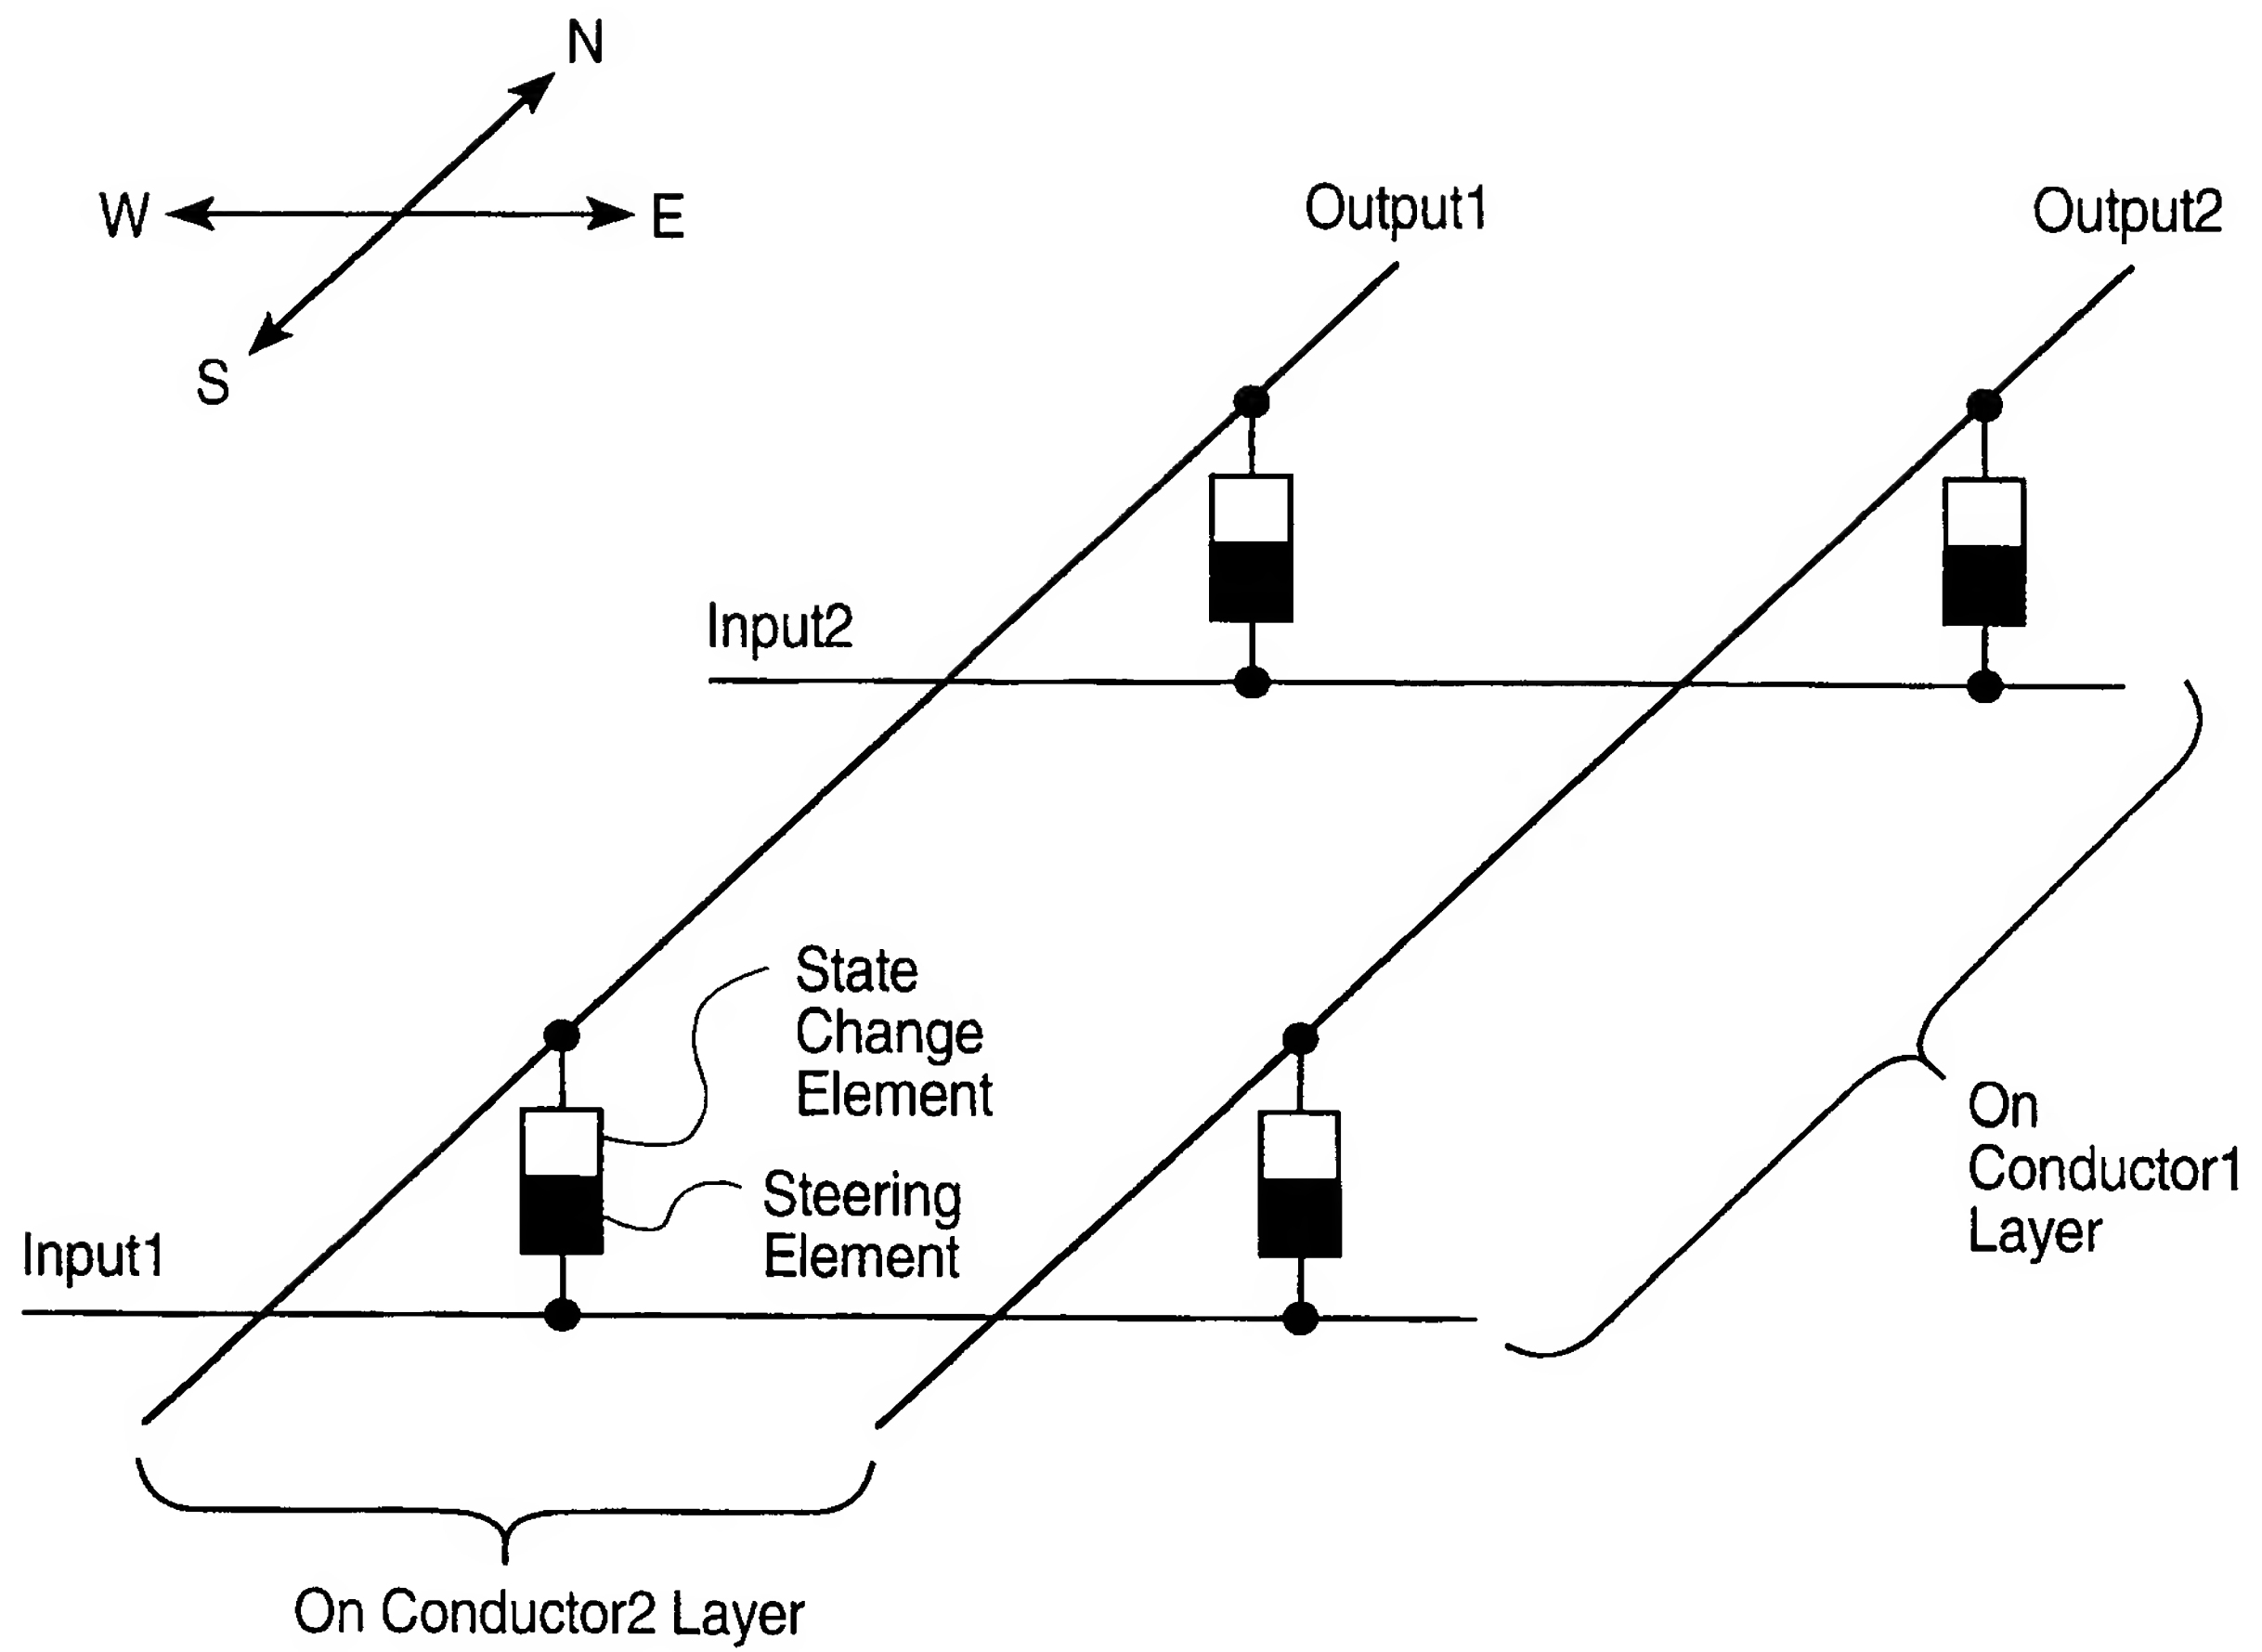 N
W
E
S
Output1
Output2
Input2
State
Change
Element
Steering
Element
Input1
On
Conductor1
Layer
On Conductor2 Layer